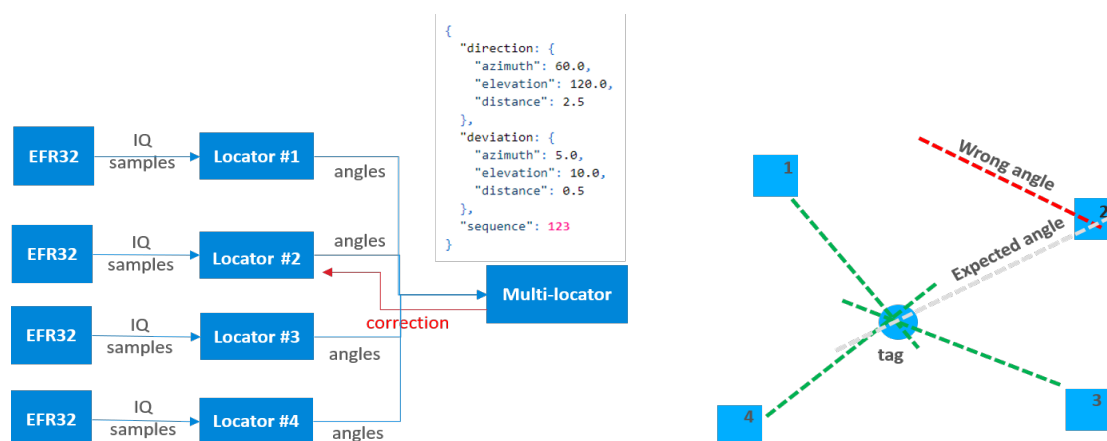 {
"direction: {
"azimuth": 60.0,
"elevation": 120.0,
"distance": 2.5
},
"deviation": {
"azimuth": 5.0,
"elevation": 10.0,
"distance": 0.5
},
"sequence": 123
}
EFR32
IQ
samples
Locator #1
angles
EFR32
IQ
samples
Locator #2
angles
Multi-locator
correction
EFR32
IQ
samples
Locator #3
angles
EFR32
IQ
samples
Locator #4
angles
1
Wrong angle
2
Expected angle
tag
4
3